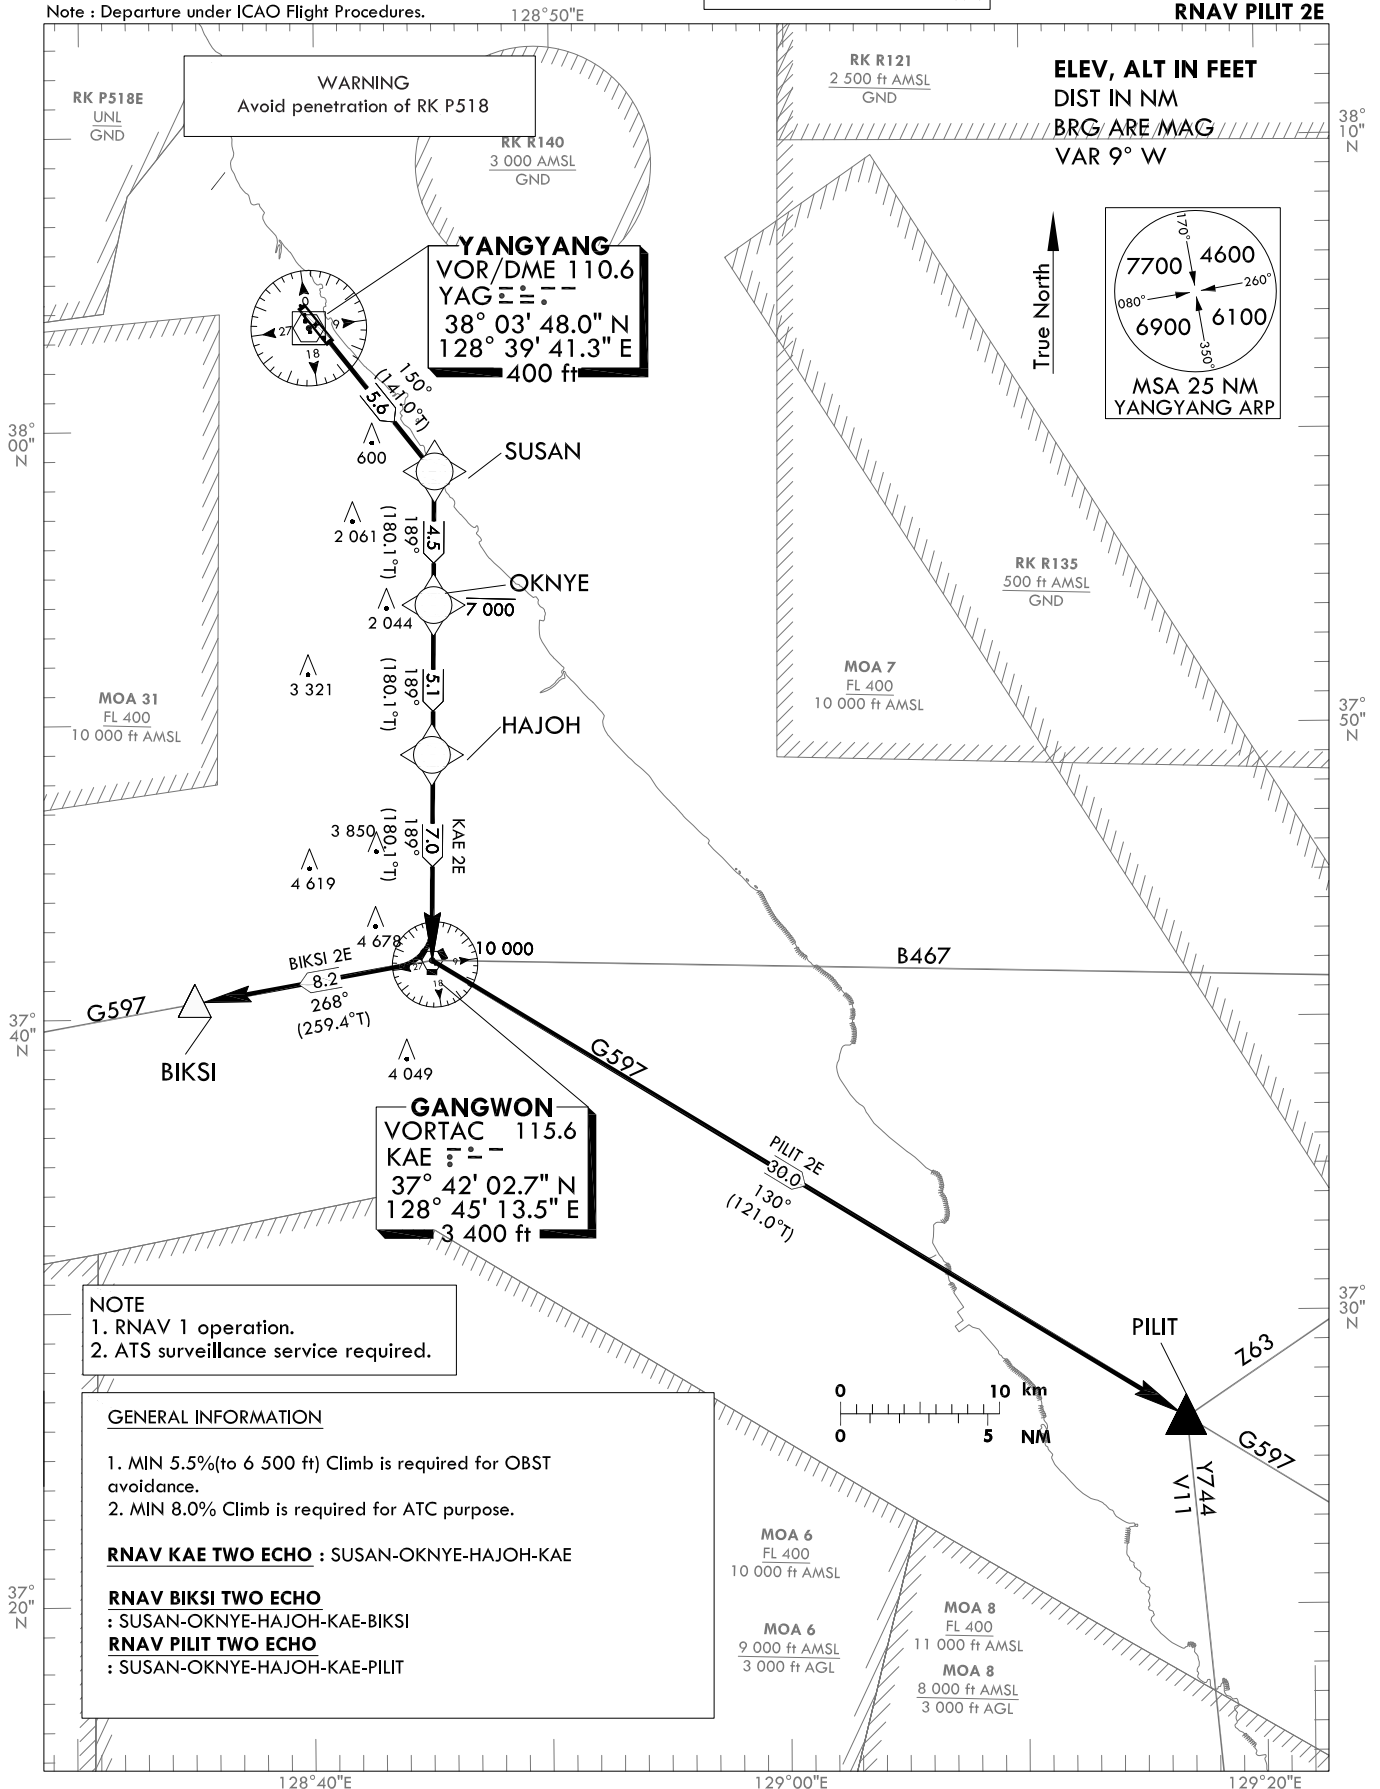 Note : Departure under ICAO Flight Procedures.
128°50"E
RNAV PILIT 2E
WARNING
Avoid penetration of RK P518
RK P518E
UNL
GND
RK R140
3 000 AMSL
GND
RK R121
2 500 ft AMSL
GND
ELEV, ALT IN FEET
DIST IN NM
BRG ARE MAG
VAR 9° W
38°
10"
N
True North
170°
7700
4600
260°
080°
6900
6100
350°
MSA 25 NM
YANGYANG ARP
YANGYANG
VOR/DME 110.6
YAG
38° 03' 48.0" N
128° 39' 41.3" E
400 ft
0
9
18
27
150°
(141.0°T)
5.6
38°
00"
N
600
SUSAN
2 061
4.5
189°
(180.1°T)
OKNYE
7 000
2 044
RK R135
500 ft AMSL
GND
3 321
5.1
189°
(180.1°T)
MOA 31
FL 400
10 000 ft AMSL
MOA 7
FL 400
10 000 ft AMSL
37°
50"
N
HAJOH
3 850
7.0
189°
(180.1°T)
KAE 2E
4 619
4 678
10 000
27
9
18
B467
BIKSI 2E
8.2
268°
(259.4°T)
G597
BIKSI
37°
40"
N
4 049
G597
GANGWON
VORTAC 115.6
KAE
37° 42' 02.7" N
128° 45' 13.5" E
3 400 ft
PILIT 2E
30.0
130°
(121.0°T)
NOTE
1. RNAV 1 operation.
2. ATS surveillance service required.
37°
30"
N
PILIT
Z63
G597
Y744
V11
0 10 km
0 5 NM
GENERAL INFORMATION
1. MIN 5.5%(to 6 500 ft) Climb is required for OBST
avoidance.
2. MIN 8.0% Climb is required for ATC purpose.
RNAV KAE TWO ECHO : SUSAN-OKNYE-HAJOH-KAE
RNAV BIKSI TWO ECHO
: SUSAN-OKNYE-HAJOH-KAE-BIKSI
RNAV PILIT TWO ECHO
: SUSAN-OKNYE-HAJOH-KAE-PILIT
MOA 6
FL 400
10 000 ft AMSL
MOA 6
9 000 ft AMSL
3 000 ft AGL
MOA 8
FL 400
11 000 ft AMSL
MOA 8
8 000 ft AMSL
3 000 ft AGL
37°
20"
N
128°40"E
129°00"E
129°20"E